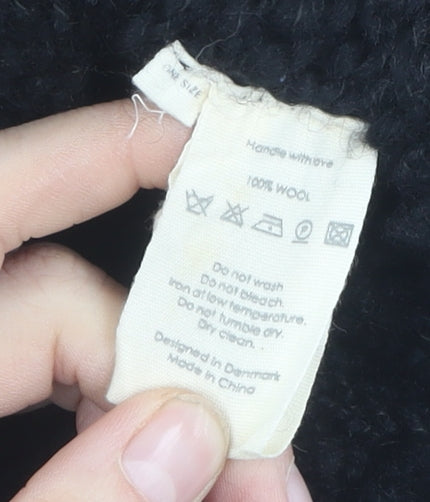 ONE SIZE
Handle with love
100% WOOL
Do not wash
Do not bleach.
Iron at low temperature.
Do not tumble dry.
Dry clean.
Designed in Denmark
Made in China